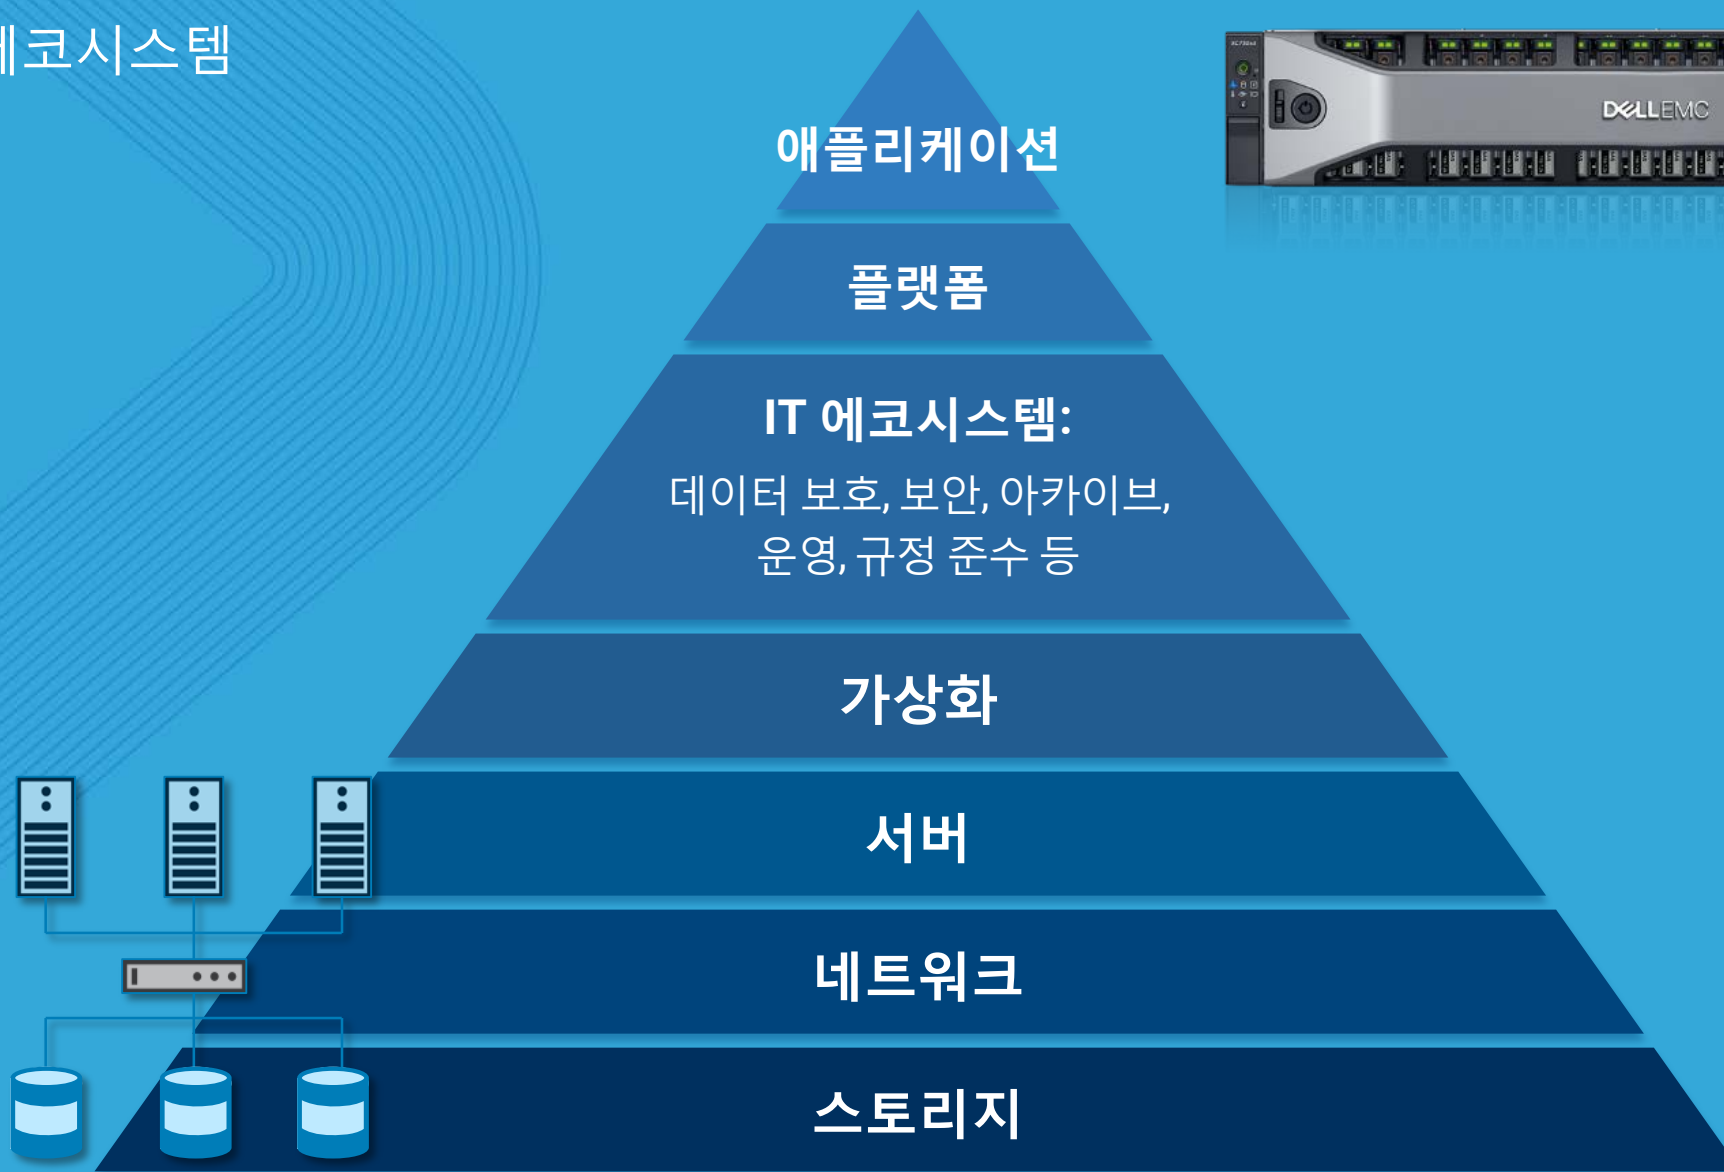 에코시스템
애플리케이션
DELLEMC
플랫폼
IT 에코시스템:
데이터 보호, 보안, 아카이브,
운영, 규정 준수 등
가상화
서버
네트워크
스토리지